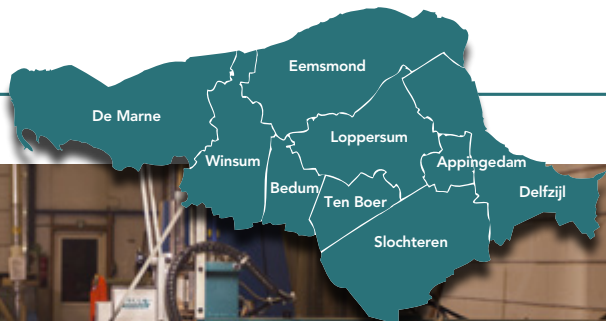 Eemsmond
De Marne
Loppersum
Winsum
Appingedam
Bedum
Delfzijl
Ten Boer
Slochteren